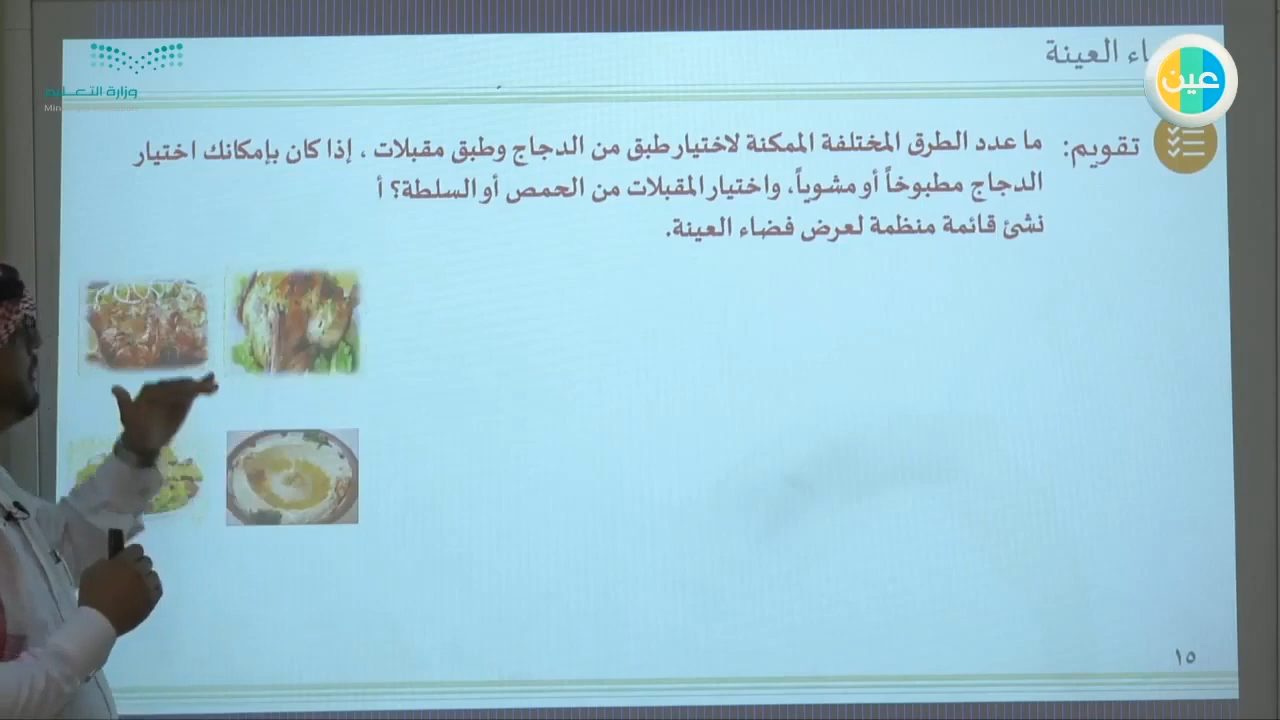 العينة
عين
وزارة التعليم
تقويم:
ما عدد الطرق المختلفة الممكنة لاختيار طبق من الدجاج وطبق مقبلات ، إذا كان بإمكانك اختيار
الدجاج مطبوخاً أو مشوياً، واختيار المقبلات من الحمص أو السلطة؟ أ
نشئ قائمة منظمة لعرض فضاء العينة.
١٥